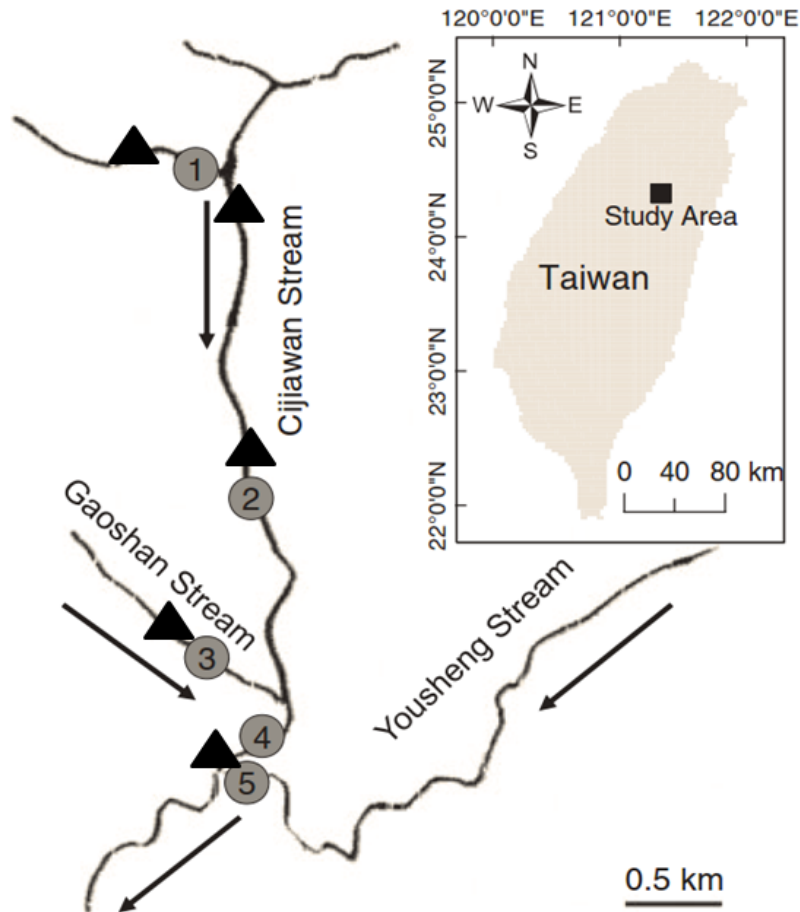 120°0'0"E 121°0'0"E 122°0'0"E
25°0'0"N
24°0'0"N
23°0'0"N
22°0'0"N
N
W
E
S
Study Area
Taiwan
0 40 80 km
1
Cijiawan Stream
2
Gaoshan Stream
3
Yousheng Stream
4
5
0.5 km